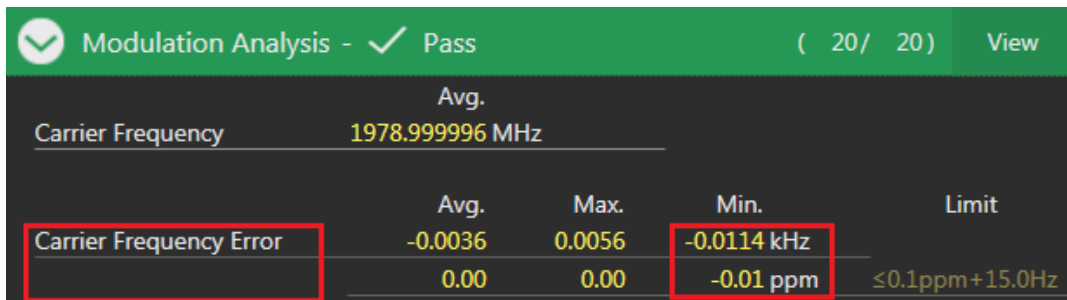 Modulation Analysis - Pass ( 20/ 20) View
Avg.
Carrier Frequency 1978.999996 MHz
Avg. Max. Min. Limit
Carrier Frequency Error -0.0036 0.0056 -0.0114 kHz
0.00 0.00 -0.01 ppm ≤0.1ppm+15.0Hz